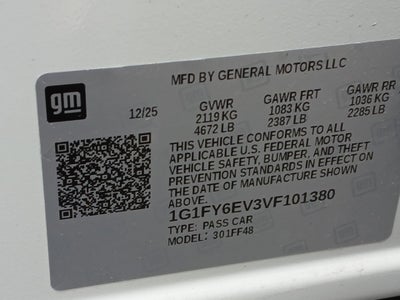 gm
MFD BY GENERAL MOTORS LLC
12/25 GVWR GAWR FRT GAWR RR
2119 KG 1083 KG 1036 KG
4672 LB 2387 LB 2285 LB
THIS VEHICLE CONFORMS TO ALL
APPLICABLE U.S. FEDERAL MOTOR
VEHICLE SAFETY, BUMPER, AND THEFT
PREVENTION STANDARDS IN EFFECT ON
THE DATE OF MANUFACTURE SHOWN
ABOVE.
1G1FY6EV3VF101380
TYPE: PASS CAR
MODEL: 301FF48